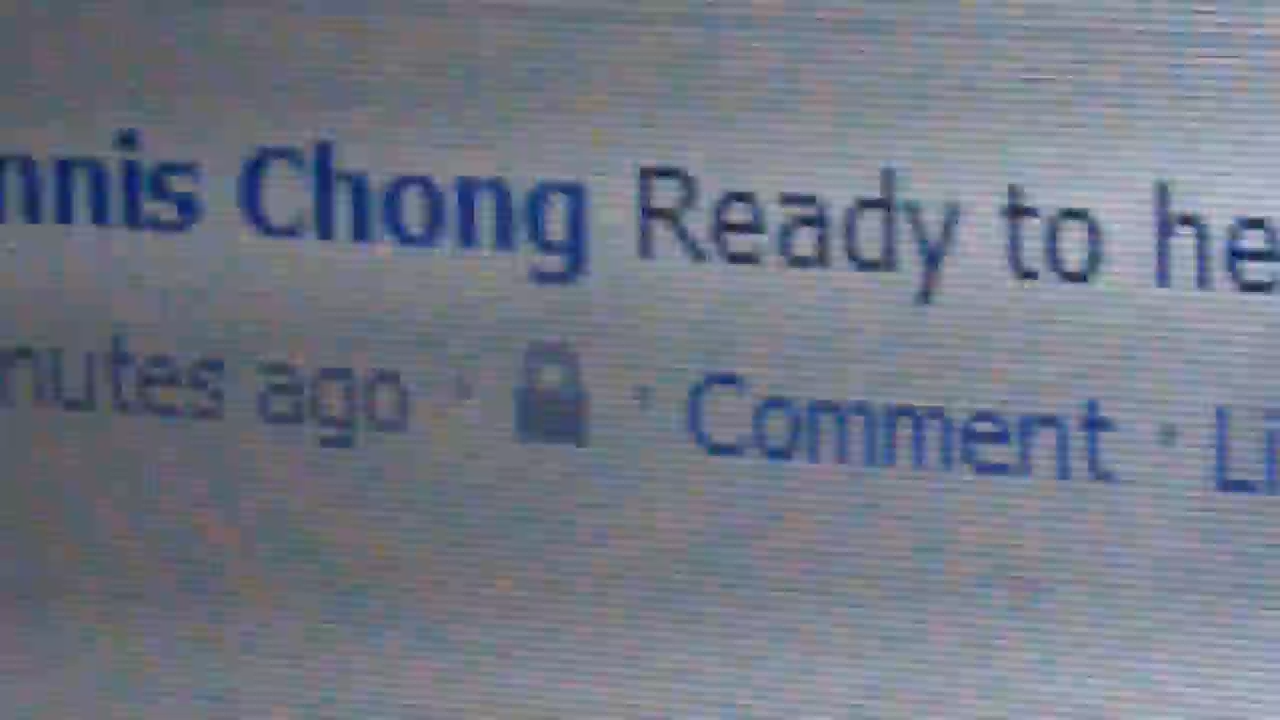 nnis Chong Ready to he
nutes ago · · Comment · Li